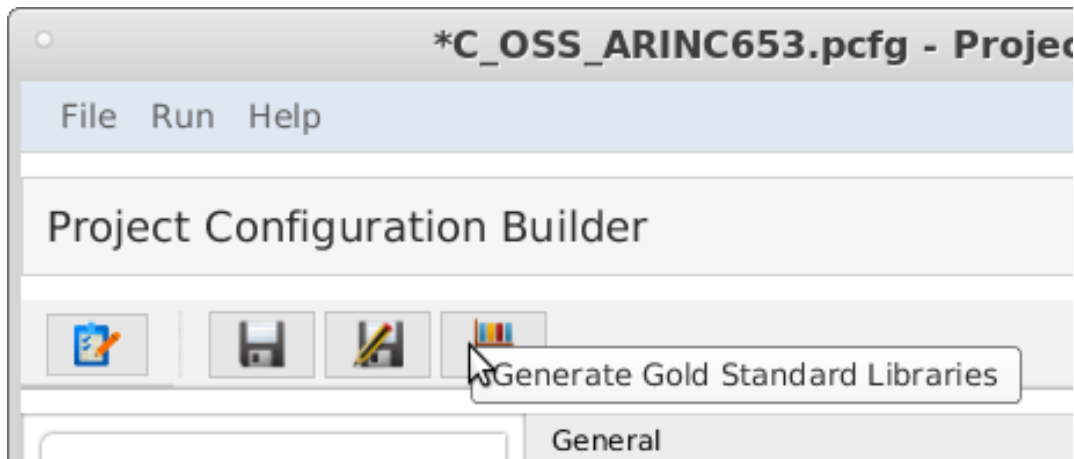 *C_OSS_ARINC653.pcfg - Projec
File Run Help
Project Configuration Builder
Generate Gold Standard Libraries
General